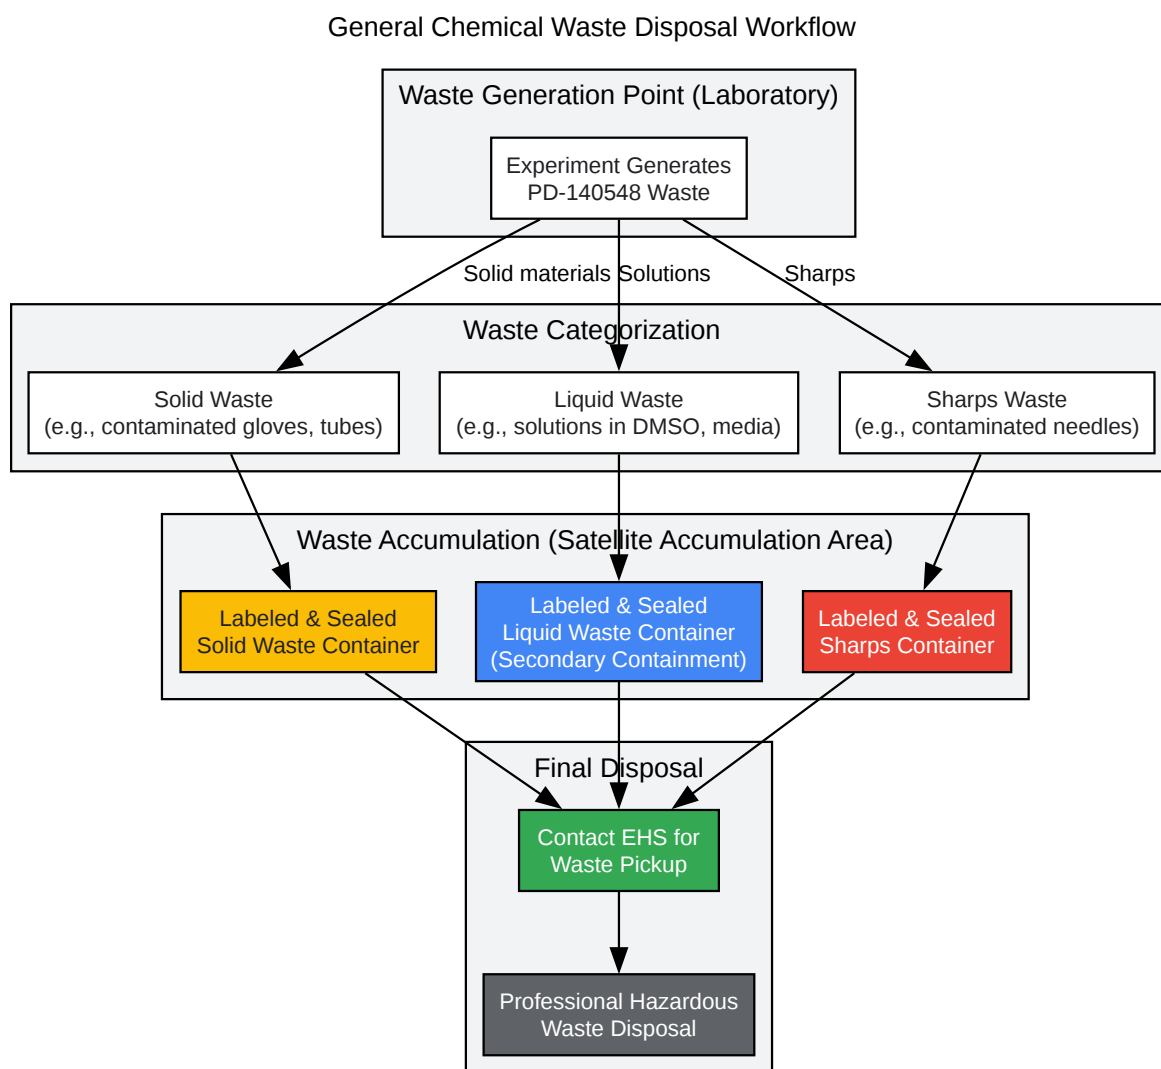 General Chemical Waste Disposal Workflow
Waste Generation Point (Laboratory)
Experiment Generates
PD-140548 Waste
Solid materials
Solutions
Sharps
Waste Categorization
Solid Waste
(e.g., contaminated gloves, tubes)
Liquid Waste
(e.g., solutions in DMSO, media)
Sharps Waste
(e.g., contaminated needles)
Waste Accumulation (Satellite Accumulation Area)
Labeled & Sealed
Solid Waste Container
Labeled & Sealed
Liquid Waste Container
(Secondary Containment)
Labeled & Sealed
Sharps Container
Final Disposal
Contact EHS for
Waste Pickup
Professional Hazardous
Waste Disposal